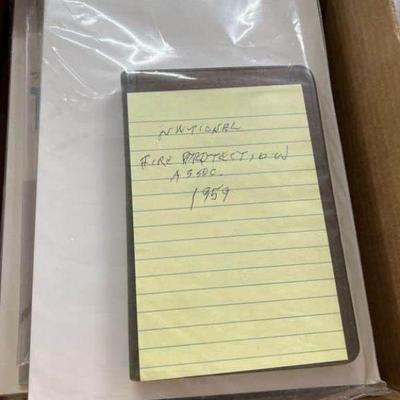 NATIONAL
FIRE PROTECTION
ASSOC.
1959